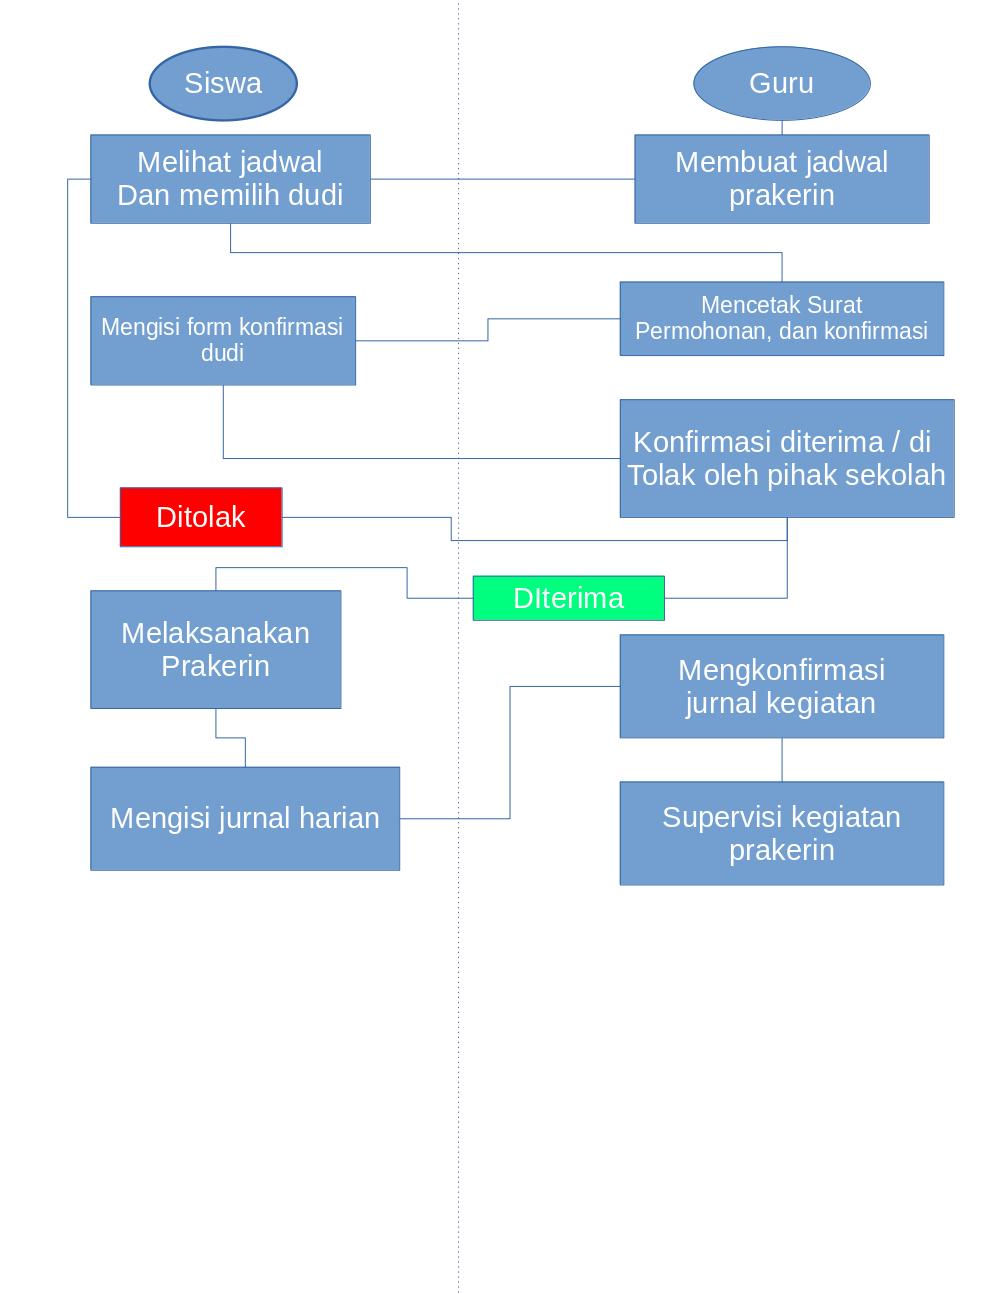 Siswa
Guru
Melihat jadwal
Dan memilih dudi
Membuat jadwal
prakerin
Mencetak Surat
Permohonan, dan konfirmasi
Mengisi form konfirmasi
dudi
Konfirmasi diterima / di
Tolak oleh pihak sekolah
Ditolak
DIterima
Melaksanakan
Prakerin
Mengkonfirmasi
jurnal kegiatan
Mengisi jurnal harian
Supervisi kegiatan
prakerin